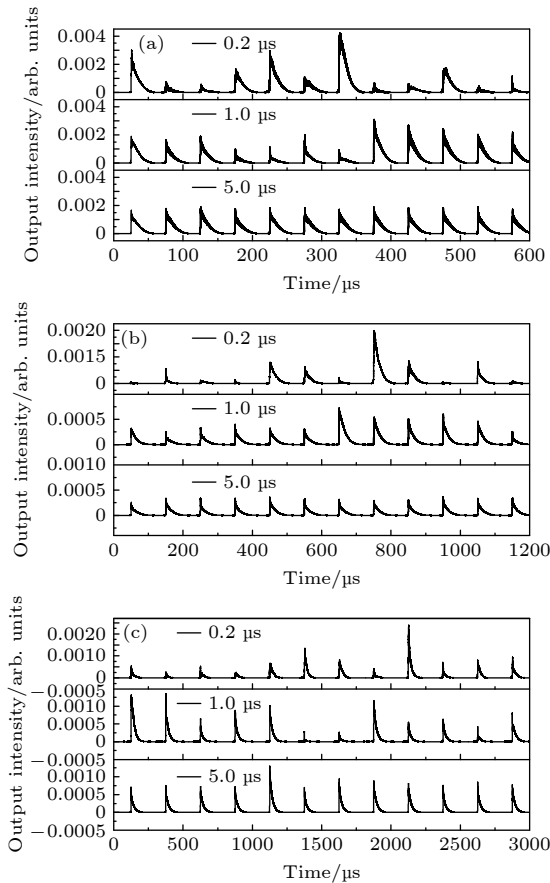 (a)
0.2 µs
0.004
0.002
0
1.0 µs
0.004
0.002
0
5.0 µs
0.004
0.002
0
Output intensity/arb. units
0 100 200 300 400 500 600
Time/µs
(b)
0.2 µs
0.0020
0.0015
0
1.0 µs
0.0005
0
5.0 µs
0.0010
0.0005
0
Output intensity/arb. units
0 200 400 600 800 1000 1200
Time/µs
(c)
0.2 µs
0.0020
0.0010
0
-0.0005
1.0 µs
0.0010
0.0005
0
-0.0005
5.0 µs
0.0010
0.0005
0
-0.0005
Output intensity/arb. units
0 500 1000 1500 2000 2500 3000
Time/µs